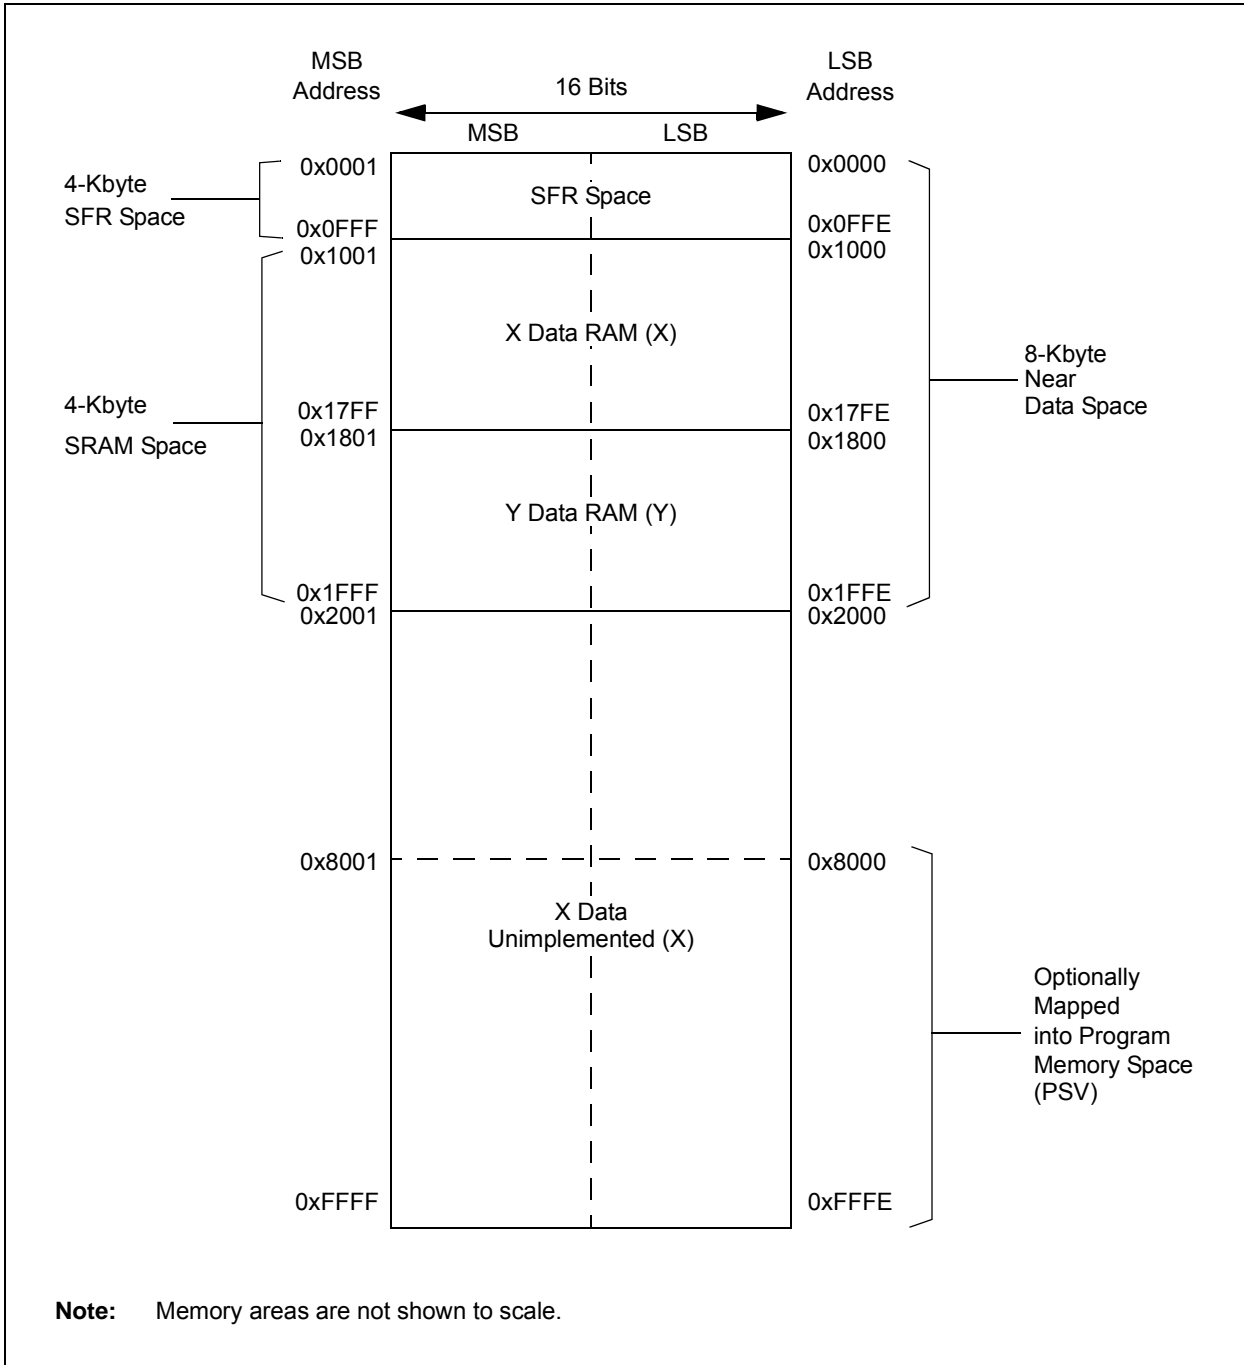 MSB
Address
16 Bits
LSB
Address
MSB
LSB
0x0001
0x0000
4-Kbyte
SFR Space
SFR Space
0x0FFF
0x0FFE
0x1001
0x1000
X Data RAM (X)
8-Kbyte
Near
Data Space
4-Kbyte
SRAM Space
0x17FF
0x17FE
0x1801
0x1800
Y Data RAM (Y)
0x1FFF
0x1FFE
0x2001
0x2000
0x8001
0x8000
X Data
Unimplemented (X)
Optionally
Mapped
into Program
Memory Space
(PSV)
0xFFFF
0xFFFE
Note: Memory areas are not shown to scale.